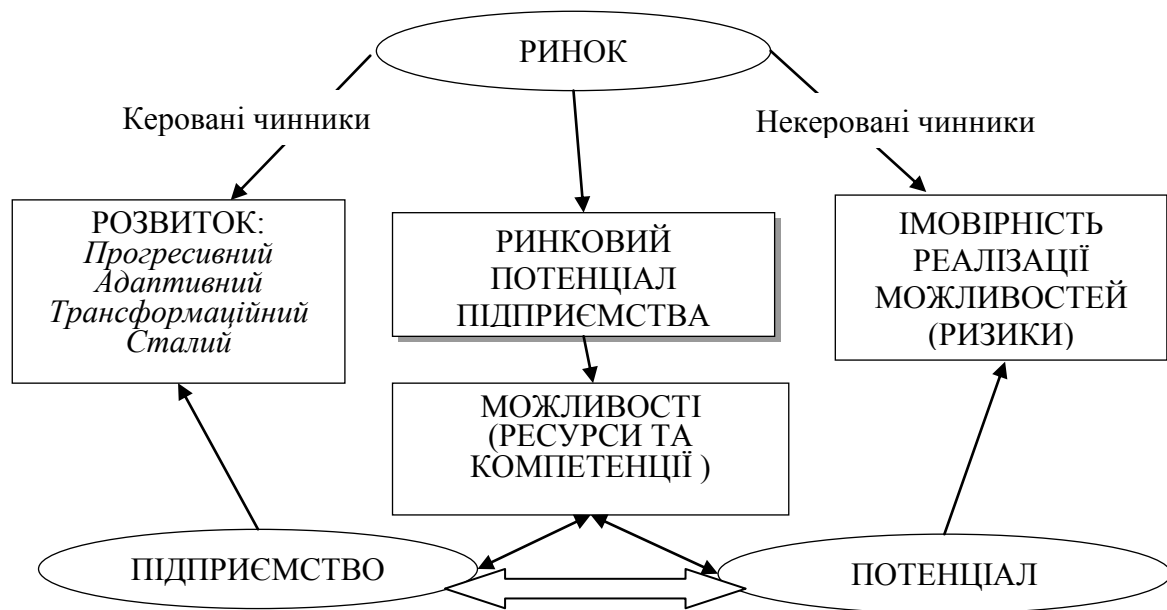 РИНОК
Керовані чинники
Некеровані чинники
РОЗВИТОК:
Прогресивний
Адаптивний
Трансформаційний
Сталий
РИНКОВИЙ
ПОТЕНЦІАЛ
ПІДПРИЄМСТВА
ІМОВІРНІСТЬ
РЕАЛІЗАЦІЇ
МОЖЛИВОСТЕЙ
(РИЗИКИ)
МОЖЛИВОСТІ
(РЕСУРСИ ТА
КОМПЕТЕНЦІЇ )
ПІДПРИЄМСТВО
ПОТЕНЦІАЛ